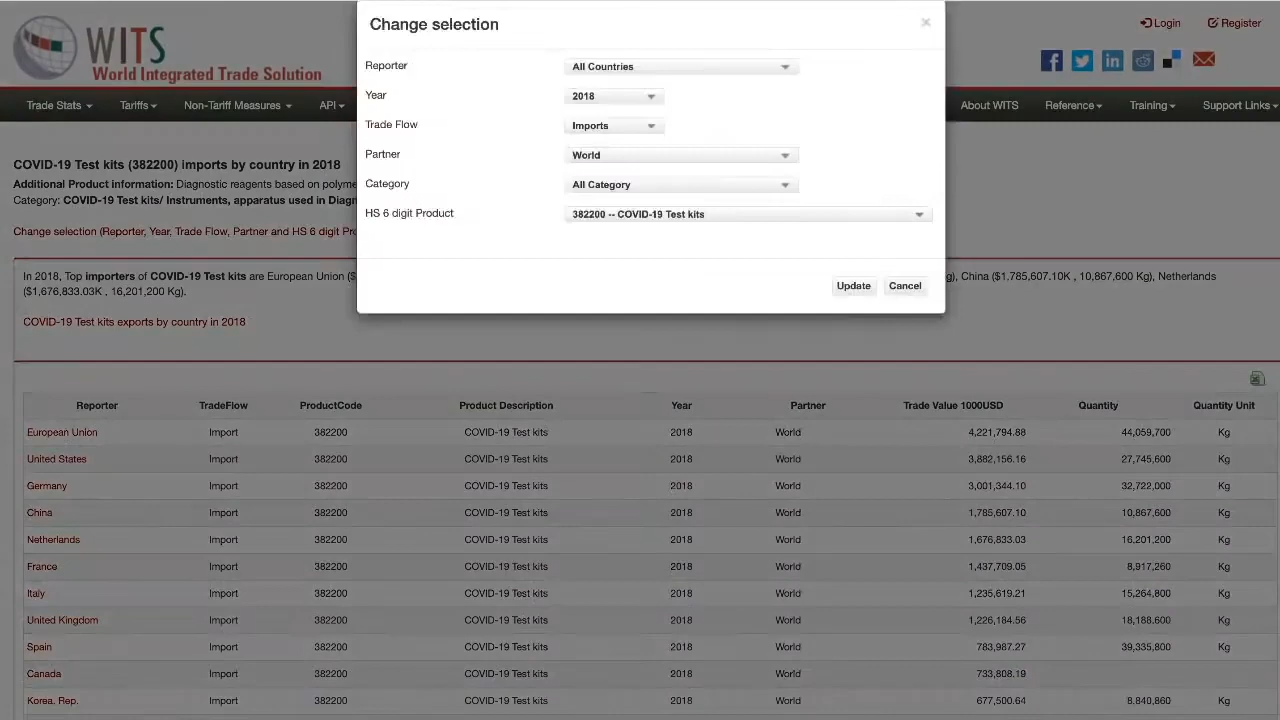 WITS
World Integrated Trade Solution
Login
Register
Trade Stats
Tariffs
Non-Tariff Measures
API
About WITS
Reference
Training
Support Links
Change selection
×
Reporter
All Countries
Year
2018
Trade Flow
Imports
Partner
World
Category
All Category
HS 6 digit Product
382200 -- COVID-19 Test kits
Update
Cancel
COVID-19 Test kits (382200) imports by country in 2018
Additional Product information: Diagnostic reagents based on polyme
Category: COVID-19 Test kits/ Instruments, apparatus used in Diagn
Change selection (Reporter, Year, Trade Flow, Partner and HS 6 digit Pr
In 2018, Top importers of COVID-19 Test kits are European Union ($ g), China ($1,785,607.10K , 10,867,600 Kg), Netherlands
($1,676,833.03K , 16,201,200 Kg).
COVID-19 Test kits exports by country in 2018
Reporter TradeFlow ProductCode Product Description Year Partner Trade Value 1000USD Quantity Quantity Unit
European Union Import 382200 COVID-19 Test kits 2018 World 4,221,794.88 44,059,700 Kg
United States Import 382200 COVID-19 Test kits 2018 World 3,882,156.16 27,745,600 Kg
Germany Import 382200 COVID-19 Test kits 2018 World 3,001,344.10 32,722,000 Kg
China Import 382200 COVID-19 Test kits 2018 World 1,785,607.10 10,867,600 Kg
Netherlands Import 382200 COVID-19 Test kits 2018 World 1,676,833.03 16,201,200 Kg
France Import 382200 COVID-19 Test kits 2018 World 1,437,709.05 8,917,260 Kg
Italy Import 382200 COVID-19 Test kits 2018 World 1,235,619.21 15,264,800 Kg
United Kingdom Import 382200 COVID-19 Test kits 2018 World 1,226,184.56 18,188,600 Kg
Spain Import 382200 COVID-19 Test kits 2018 World 783,987.27 39,335,800 Kg
Canada Import 382200 COVID-19 Test kits 2018 World 733,808.19
Korea, Rep. Import 382200 COVID-19 Test kits 2018 World 677,500.64 8,840,860 Kg